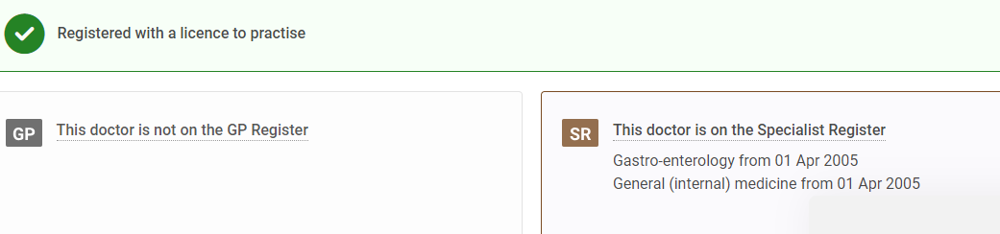 Registered with a licence to practise
GP
This doctor is not on the GP Register
SR
This doctor is on the Specialist Register
Gastro-enterology from 01 Apr 2005
General (internal) medicine from 01 Apr 2005